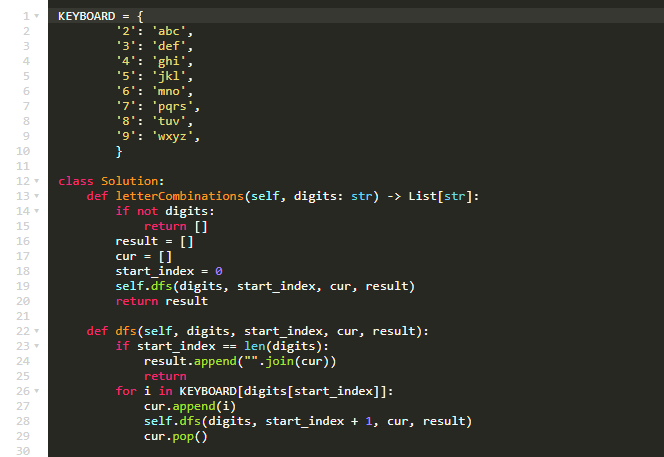 1 KEYBOARD = {
2         '2': 'abc',
3         '3': 'def',
4         '4': 'ghi',
5         '5': 'jkl',
6         '6': 'mno',
7         '7': 'pqrs',
8         '8': 'tuv',
9         '9': 'wxyz',
10         }
11
12 class Solution:
13     def letterCombinations(self, digits: str) -> List[str]:
14         if not digits:
15             return []
16         result = []
17         cur = []
18         start_index = 0
19         self.dfs(digits, start_index, cur, result)
20         return result
21
22     def dfs(self, digits, start_index, cur, result):
23         if start_index == len(digits):
24             result.append("".join(cur))
25             return
26         for i in KEYBOARD[digits[start_index]]:
27             cur.append(i)
28             self.dfs(digits, start_index + 1, cur, result)
29             cur.pop()
30